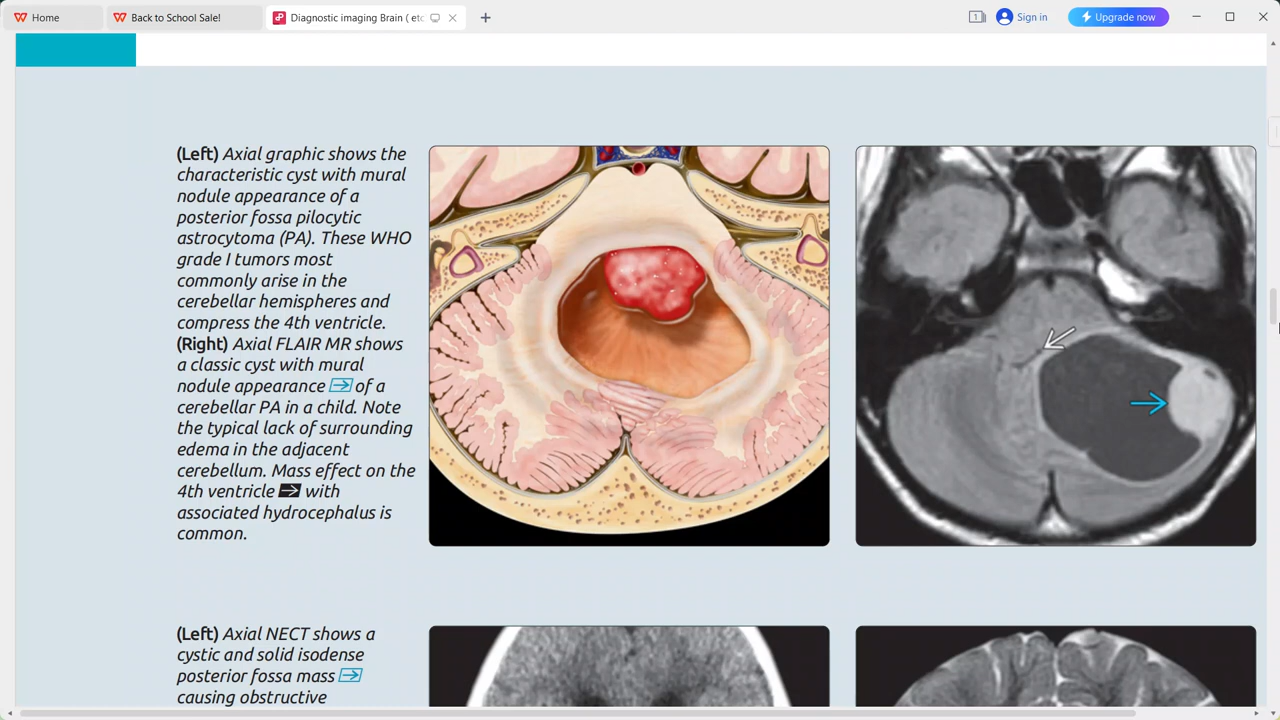 Home
Back to School Sale!
Diagnostic imaging Brain ( etc
1
Sign in
Upgrade now
(Left) Axial graphic shows the
characteristic cyst with mural
nodule appearance of a
posterior fossa pilocytic
astrocytoma (PA). These WHO
grade I tumors most
commonly arise in the
cerebellar hemispheres and
compress the 4th ventricle.
(Right) Axial FLAIR MR shows
a classic cyst with mural
nodule appearance of a
cerebellar PA in a child. Note
the typical lack of surrounding
edema in the adjacent
cerebellum. Mass effect on the
4th ventricle with
associated hydrocephalus is
common.
(Left) Axial NECT shows a
cystic and solid isodense
posterior fossa mass
causing obstructive